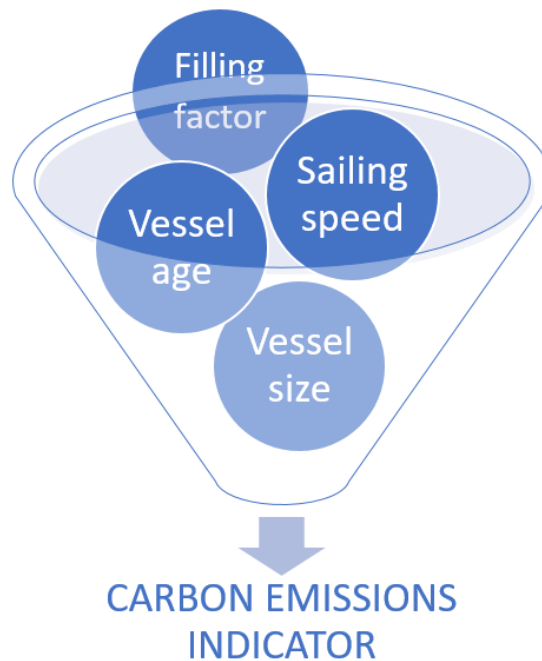 Filling
factor
Sailing
speed
Vessel
age
Vessel
size
CARBON EMISSIONS
INDICATOR